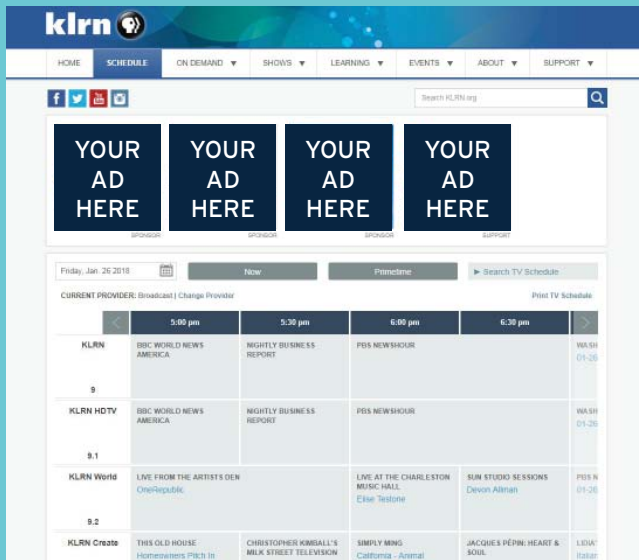 klrn PBS
HOME SCHEDULE ON DEMAND SHOWS LEARNING EVENTS ABOUT SUPPORT
f You Tube
Search KLRN.org
YOUR AD HERE YOUR AD HERE YOUR AD HERE YOUR AD HERE
SPONSOR SPONSOR SPONSOR SUPPORT
Friday, Jan. 26 2018 Now Primetime Search TV Schedule
CURRENT PROVIDER: Broadcast | Change Provider Print TV Schedule
5:00 pm 5:30 pm 6:00 pm 6:30 pm
KLRN BBC WORLD NEWS AMERICA NIGHTLY BUSINESS REPORT PBS NEWSHOUR WASH
01-26
9
KLRN HDTV BBC WORLD NEWS AMERICA NIGHTLY BUSINESS REPORT PBS NEWSHOUR WASH
01-26
9.1
KLRN World LIVE FROM THE ARTISTS DEN LIVE AT THE CHARLESTON MUSIC HALL SUN STUDIO SESSIONS PBS N
OneRepublic Elise Testone Devon Allman 01-26
9.2
KLRN Create THIS OLD HOUSE CHRISTOPHER KIMBALL'S MILK STREET TELEVISION SIMPLY MING JACQUES PÉPIN: HEART & SOUL LIDIA'
Homeowners Pitch In California - Animal Italian